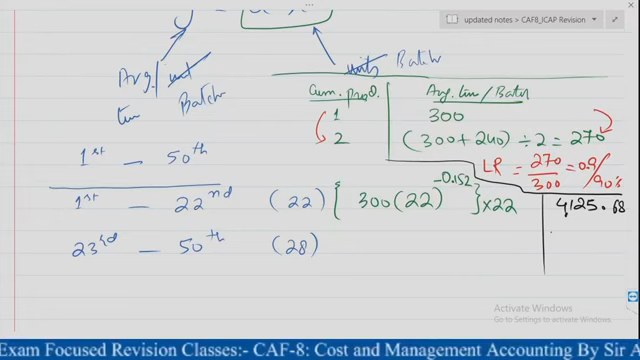 updated notes > CAF8_ICAP Revision
Avg. time/ unit Batch
units Batch
Cum. prod. Avg. time / Batch
1 300
2 (300 + 240) ÷ 2 = 270
LR = 270/300 = 0.9/90%
1st – 50th
1st – 22nd (22) { 300(22)^-0.152 } × 22 4125.68
23rd – 50th (28)
Activate Windows
Go to Settings to activate Windows.
Exam Focused Revision Classes:- CAF-8: Cost and Management Accounting By Sir A